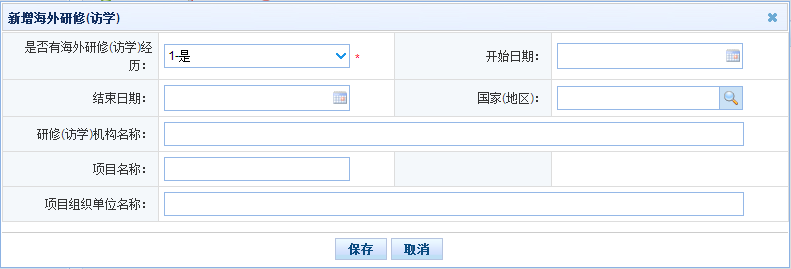 新增海外研修(访学)
是否有海外研修(访学)经
历：
1-是
*
开始日期：
结束日期：
国家(地区)：
研修(访学)机构名称：
项目名称：
项目组织单位名称：
保存
取消